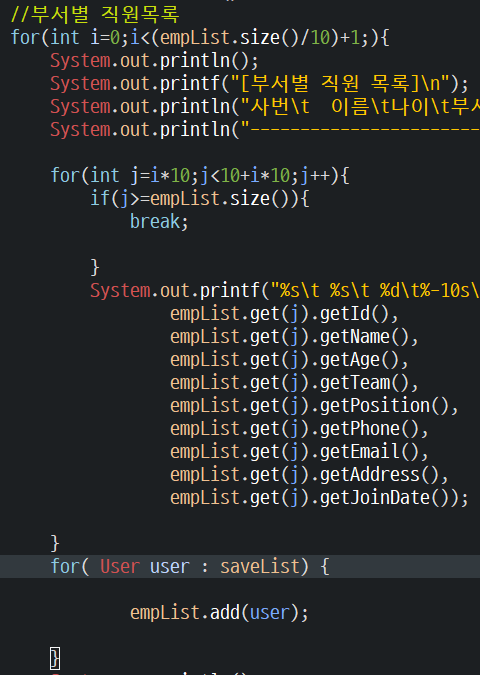 //부서별 직원목록
for(int i=0;i<(empList.size()/10)+1;){
System.out.println();
System.out.printf("[부서별 직원 목록]\n");
System.out.println("사번\t  이름\t나이\t부서
System.out.println("-----------------------
for(int j=i*10;j<10+i*10;j++){
if(j>=empList.size()){
break;
}
System.out.printf("%s\t %s\t %d\t%-10s\
empList.get(j).getId(),
empList.get(j).getName(),
empList.get(j).getAge(),
empList.get(j).getTeam(),
empList.get(j).getPosition(),
empList.get(j).getPhone(),
empList.get(j).getEmail(),
empList.get(j).getAddress(),
empList.get(j).getJoinDate());
}
for( User user : saveList) {
empList.add(user);
}